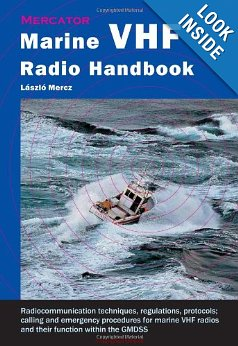 LOOK
INSIDE
MERCATOR
Marine VHF
Radio Handbook
László Mercz
Radiocommunication techniques, regulations, protocols;
calling and emergency procedures for marine VHF radios
and their function within the GMDSS